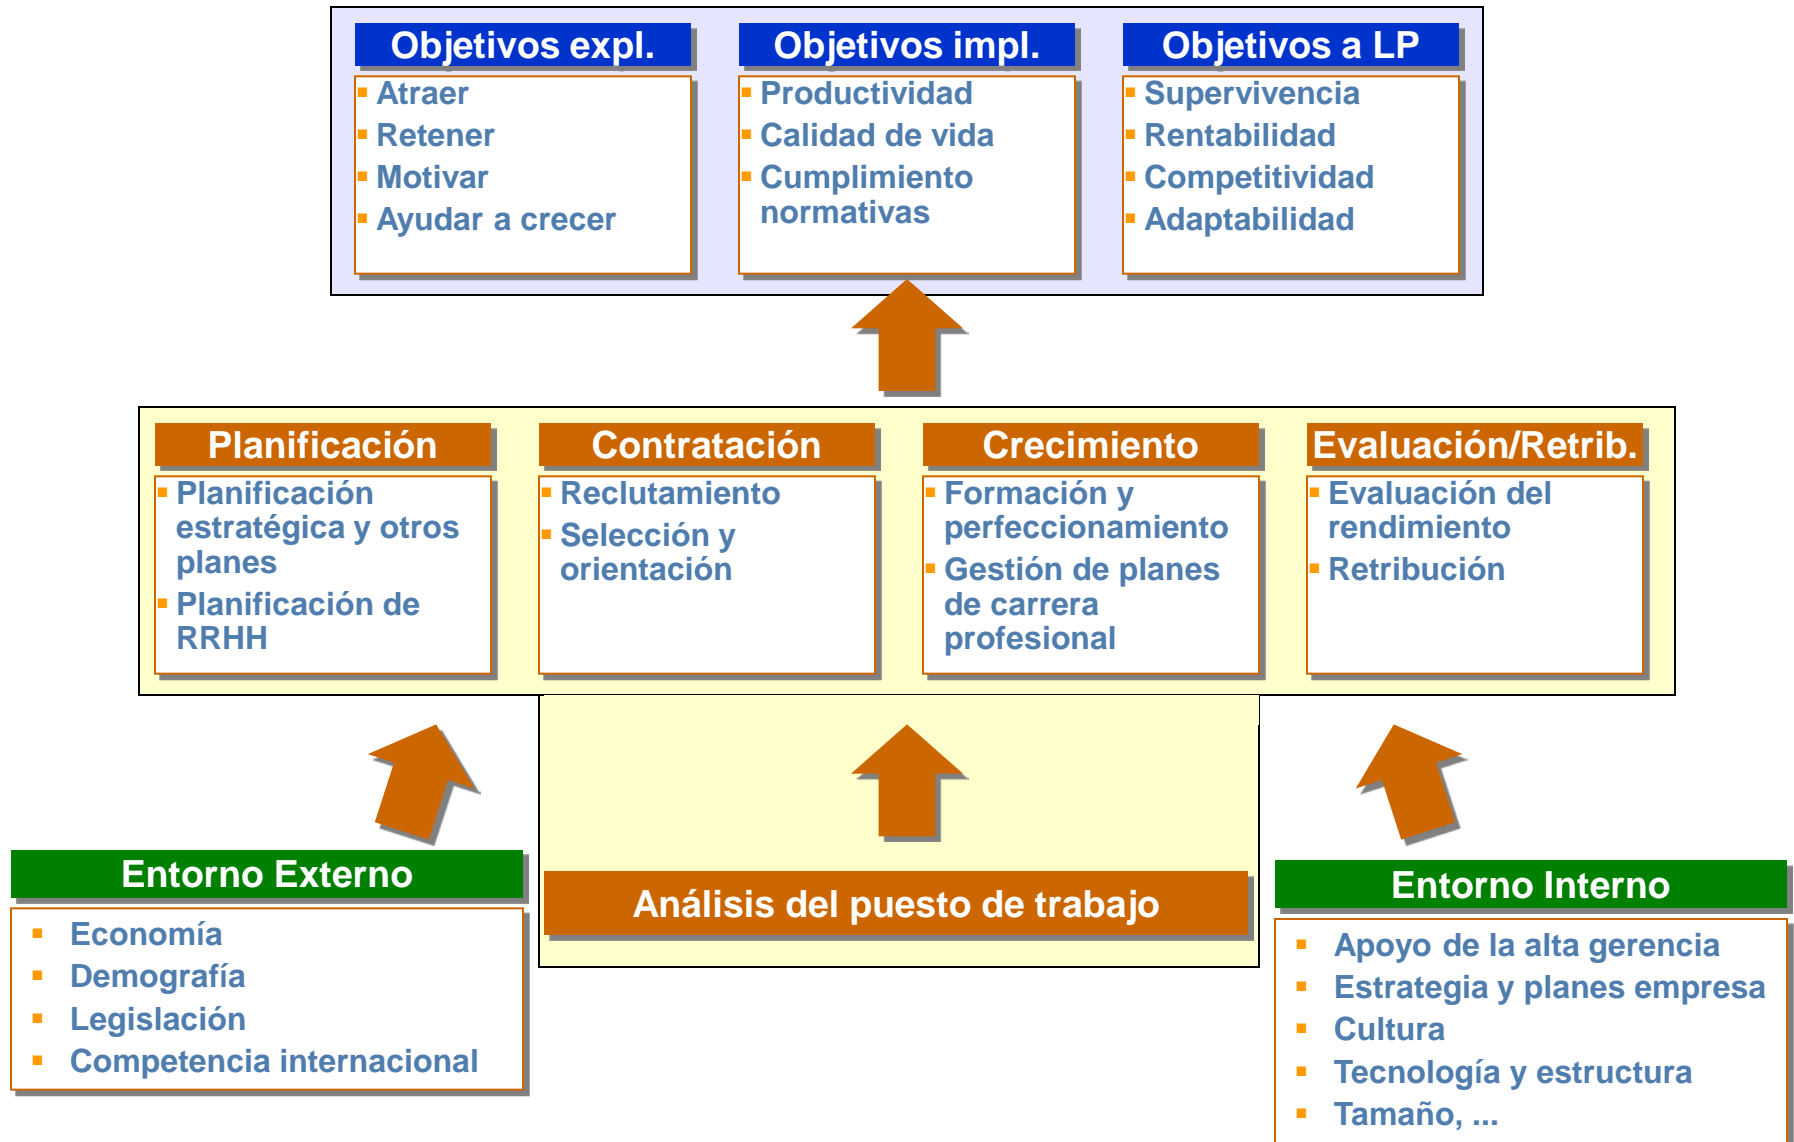 Objetivos expl.
Atraer
Retener
Motivar
Ayudar a crecer
Objetivos impl.
Productividad
Calidad de vida
Cumplimiento
normativas
Objetivos a LP
Supervivencia
Rentabilidad
Competitividad
Adaptabilidad
Planificación
Planificación
estratégica y otros
planes
Planificación de
RRHH
Contratación
Reclutamiento
Selección y
orientación
Crecimiento
Formación y
perfeccionamiento
Gestión de planes
de carrera
profesional
Evaluación/Retrib.
Evaluación del
rendimiento
Retribución
Entorno Externo
Economía
Demografía
Legislación
Competencia internacional
Análisis del puesto de trabajo
Entorno Interno
Apoyo de la alta gerencia
Estrategia y planes empresa
Cultura
Tecnología y estructura
Tamaño, ...